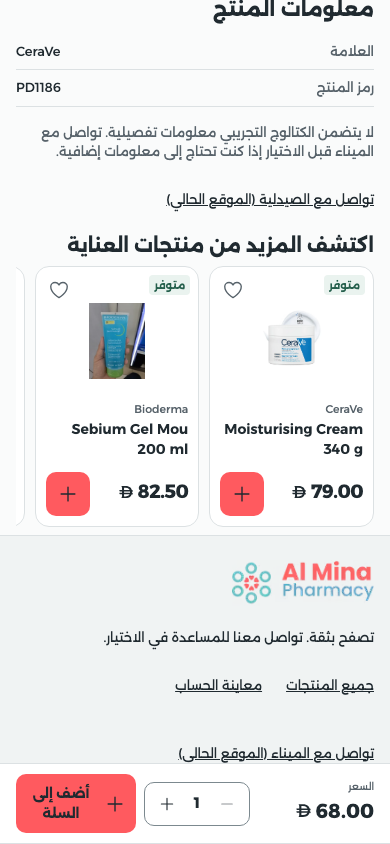 معلومات المنتج
العلامة CeraVe
رمز المنتج PD1186
لا يتضمن الكتالوج التجريبي معلومات تفصيلية. تواصل مع
الميناء قبل الاختيار إذا كنت تحتاج إلى معلومات إضافية.
تواصل مع الصيدلية (الموقع الحالي)
اكتشف المزيد من منتجات العناية
متوفر
CeraVe
CeraVe
Moisturising Cream
340 g
79.00
متوفر
Bioderma
Sebium Gel Mou
200 ml
82.50
Al Mina
Pharmacy
تصفح بثقة. تواصل معنا للمساعدة في الاختيار.
جميع المنتجات معاينة الحساب
تواصل مع الميناء (الموقع الحالي)
السعر
68.00
1
أضف إلى
السلة